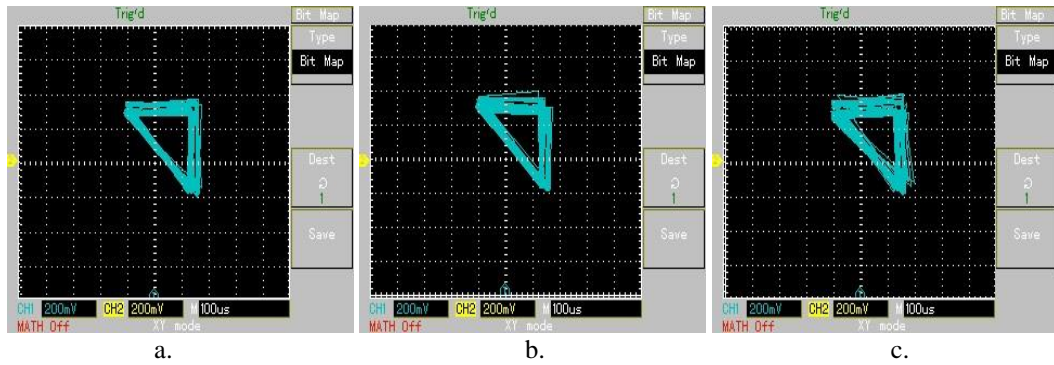 Trig'd Bit Map
Type
Bit Map
Dest
1
Save
CH1 200mV CH2 200mV M 100us
MATH Off XY mode
a.
Trig'd Bit Map
Type
Bit Map
Dest
1
Save
CH1 200mV CH2 200mV M 100us
MATH Off XY mode
b.
Trig'd Bit Map
Type
Bit Map
Dest
1
Save
CH1 200mV CH2 200mV M 100us
MATH Off XY mode
c.